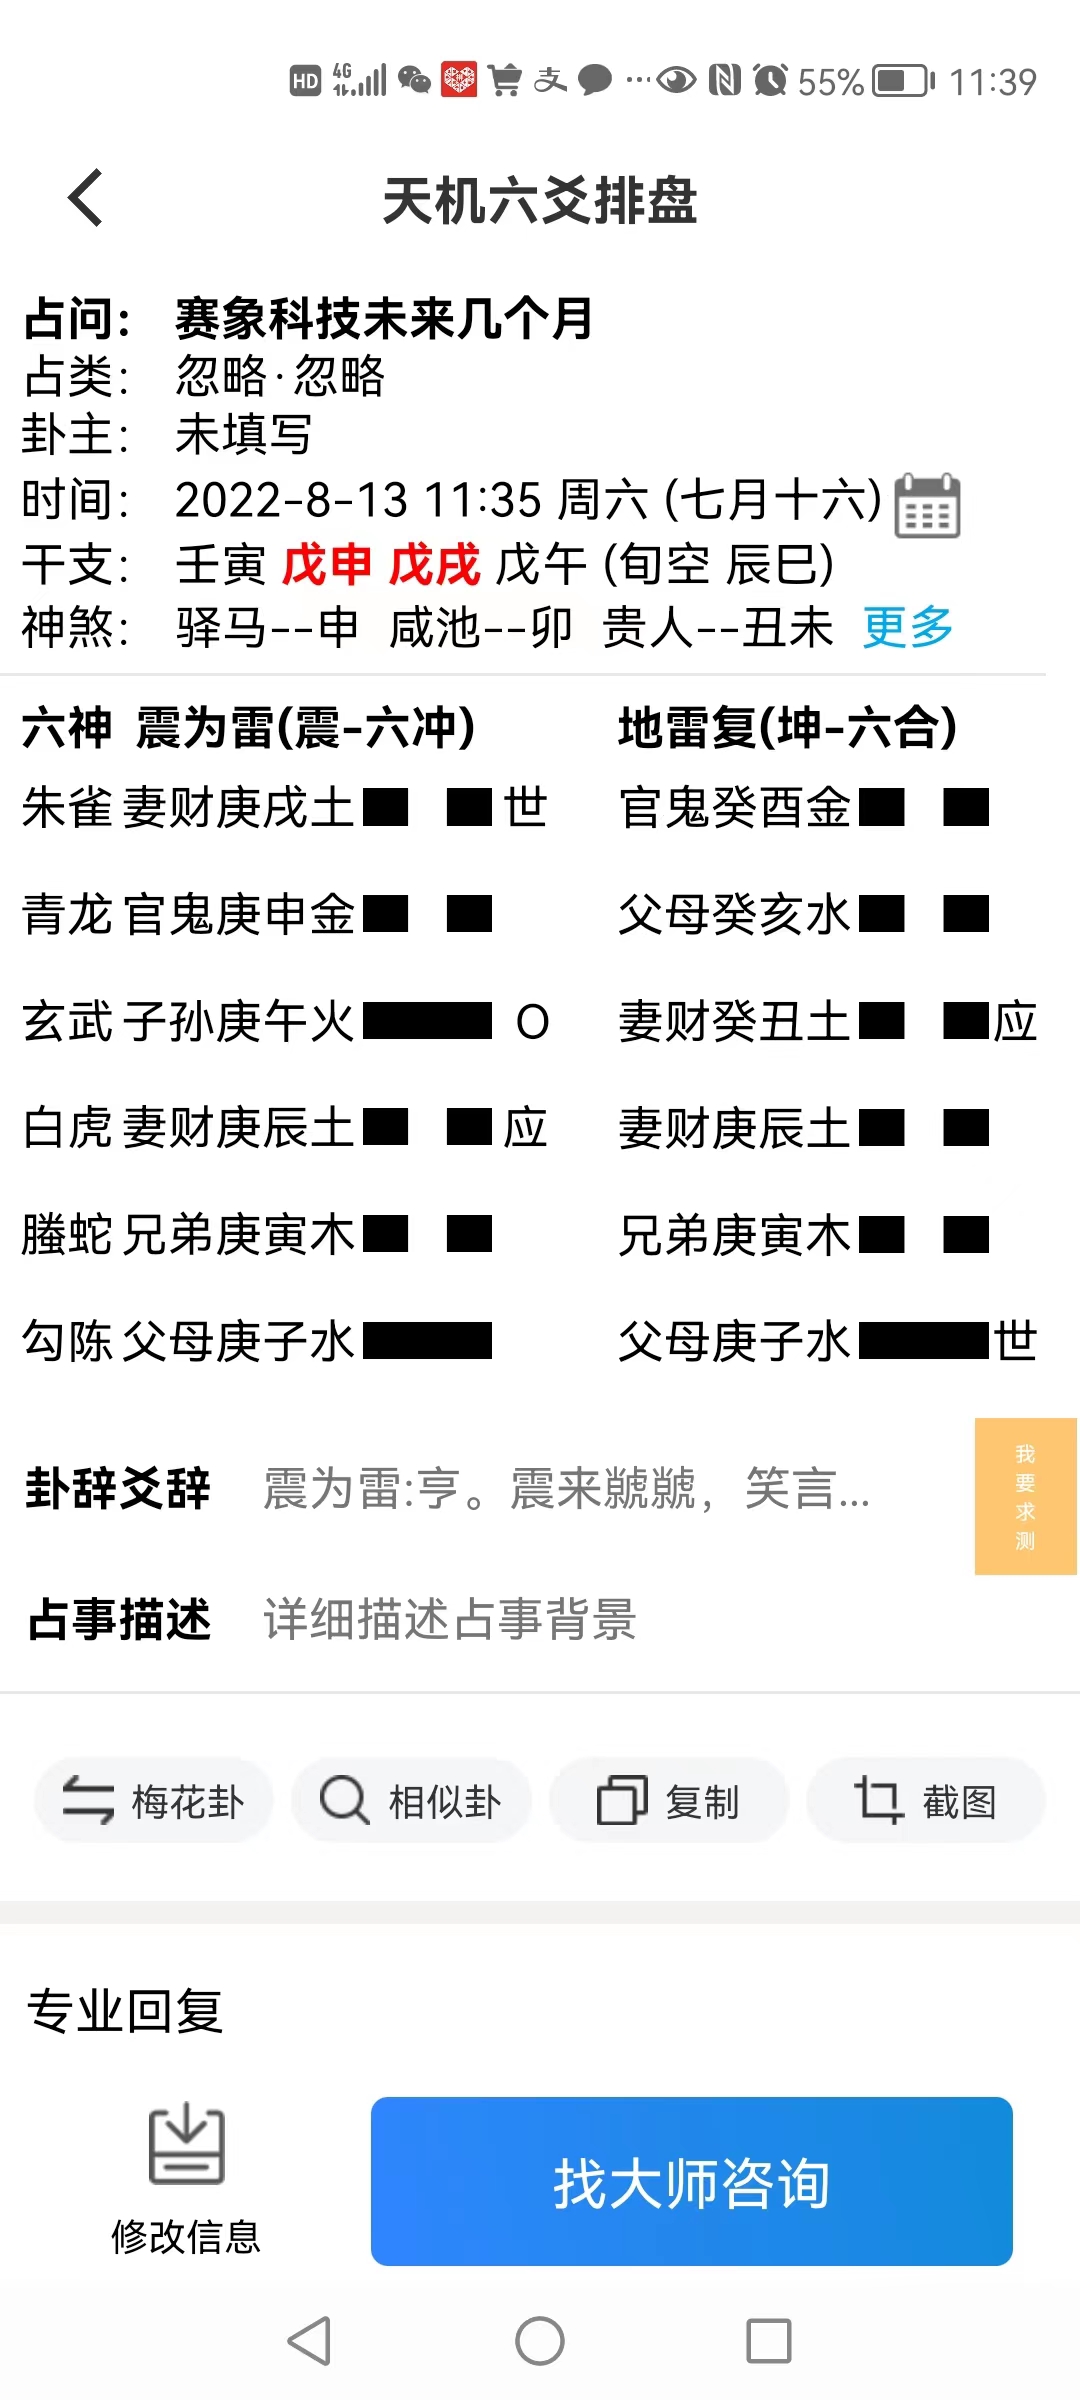 HD 4G 支 ... 55% 11:39
天机六爻排盘
占问： 赛象科技未来几个月
占类： 忽略·忽略
卦主： 未填写
时间： 2022-8-13 11:35 周六 (七月十六)
干支： 壬寅 戊申 戊戌 戊午 (旬空 辰巳)
神煞： 驿马--申 咸池--卯 贵人--丑未 更多
六神 震为雷(震-六冲) 地雷复(坤-六合)
朱雀 妻财庚戌土 世 官鬼癸酉金
青龙 官鬼庚申金 父母癸亥水
玄武 子孙庚午火 O 妻财癸丑土 应
白虎 妻财庚辰土 应 妻财庚辰土
螣蛇 兄弟庚寅木 兄弟庚寅木
勾陈 父母庚子水 父母庚子水 世
我要求测
卦辞爻辞 震为雷:亨。震来虩虩，笑言...
占事描述 详细描述占事背景
梅花卦 相似卦 复制 截图
专业回复
修改信息 找大师咨询